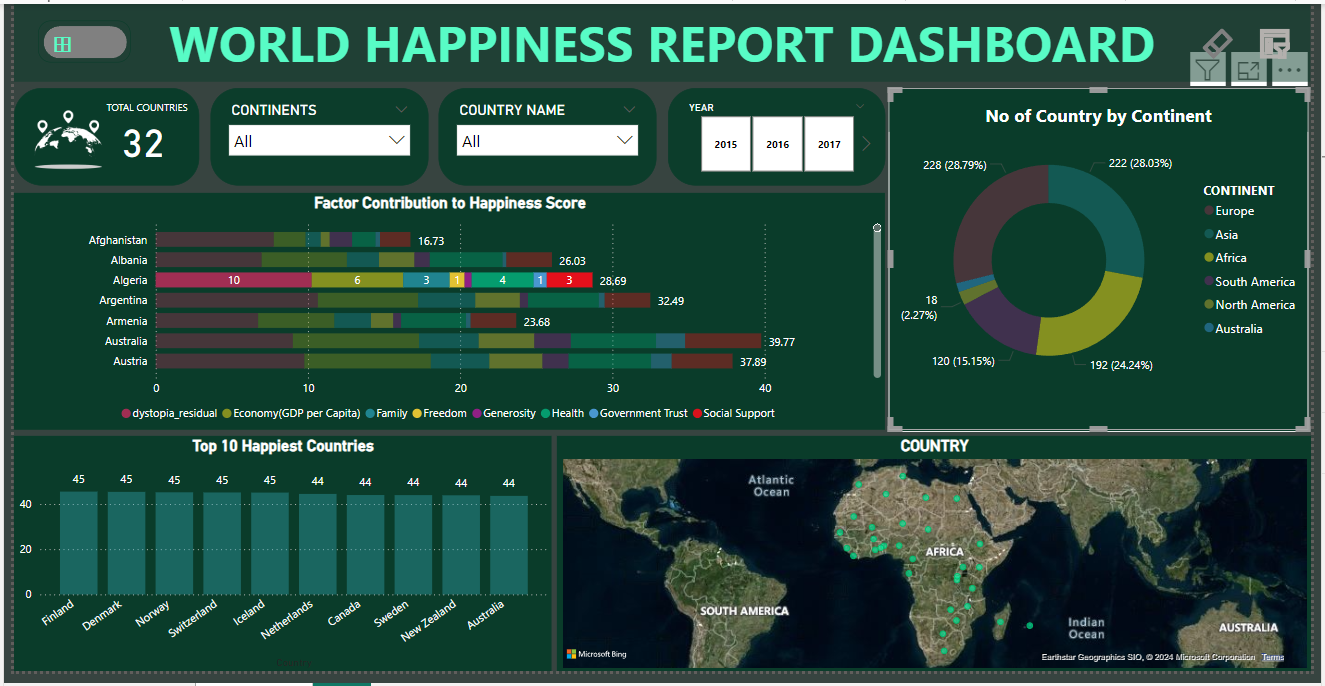 WORLD HAPPINESS REPORT DASHBOARD
TOTAL COUNTRIES
32
CONTINENTS
All
COUNTRY NAME
All
YEAR
2015
2016
2017
No of Country by Continent
228 (28.79%)
222 (28.03%)
18
(2.27%)
120 (15.15%)
192 (24.24%)
CONTINENT
Europe
Asia
Africa
South America
North America
Australia
Factor Contribution to Happiness Score
Afghanistan 16.73
Albania 26.03
Algeria 10 6 3 1 4 1 3 28.69
Argentina 32.49
Armenia 23.68
Australia 39.77
Austria 37.89
0 10 20 30 40
dystopia_residual Economy(GDP per Capita) Family Freedom Generosity Health Government Trust Social Support
Top 10 Happiest Countries
45 45 45 45 45 44 44 44 44 44
40
20
0
Finland
Denmark
Norway
Switzerland
Iceland
Netherlands
Canada
Sweden
New Zealand
Australia
COUNTRY
Atlantic
Ocean
AFRICA
SOUTH AMERICA
Indian
Ocean
AUSTRALIA
Microsoft Bing
Earthstar Geographics SIO, © 2024 Microsoft Corporation Terms